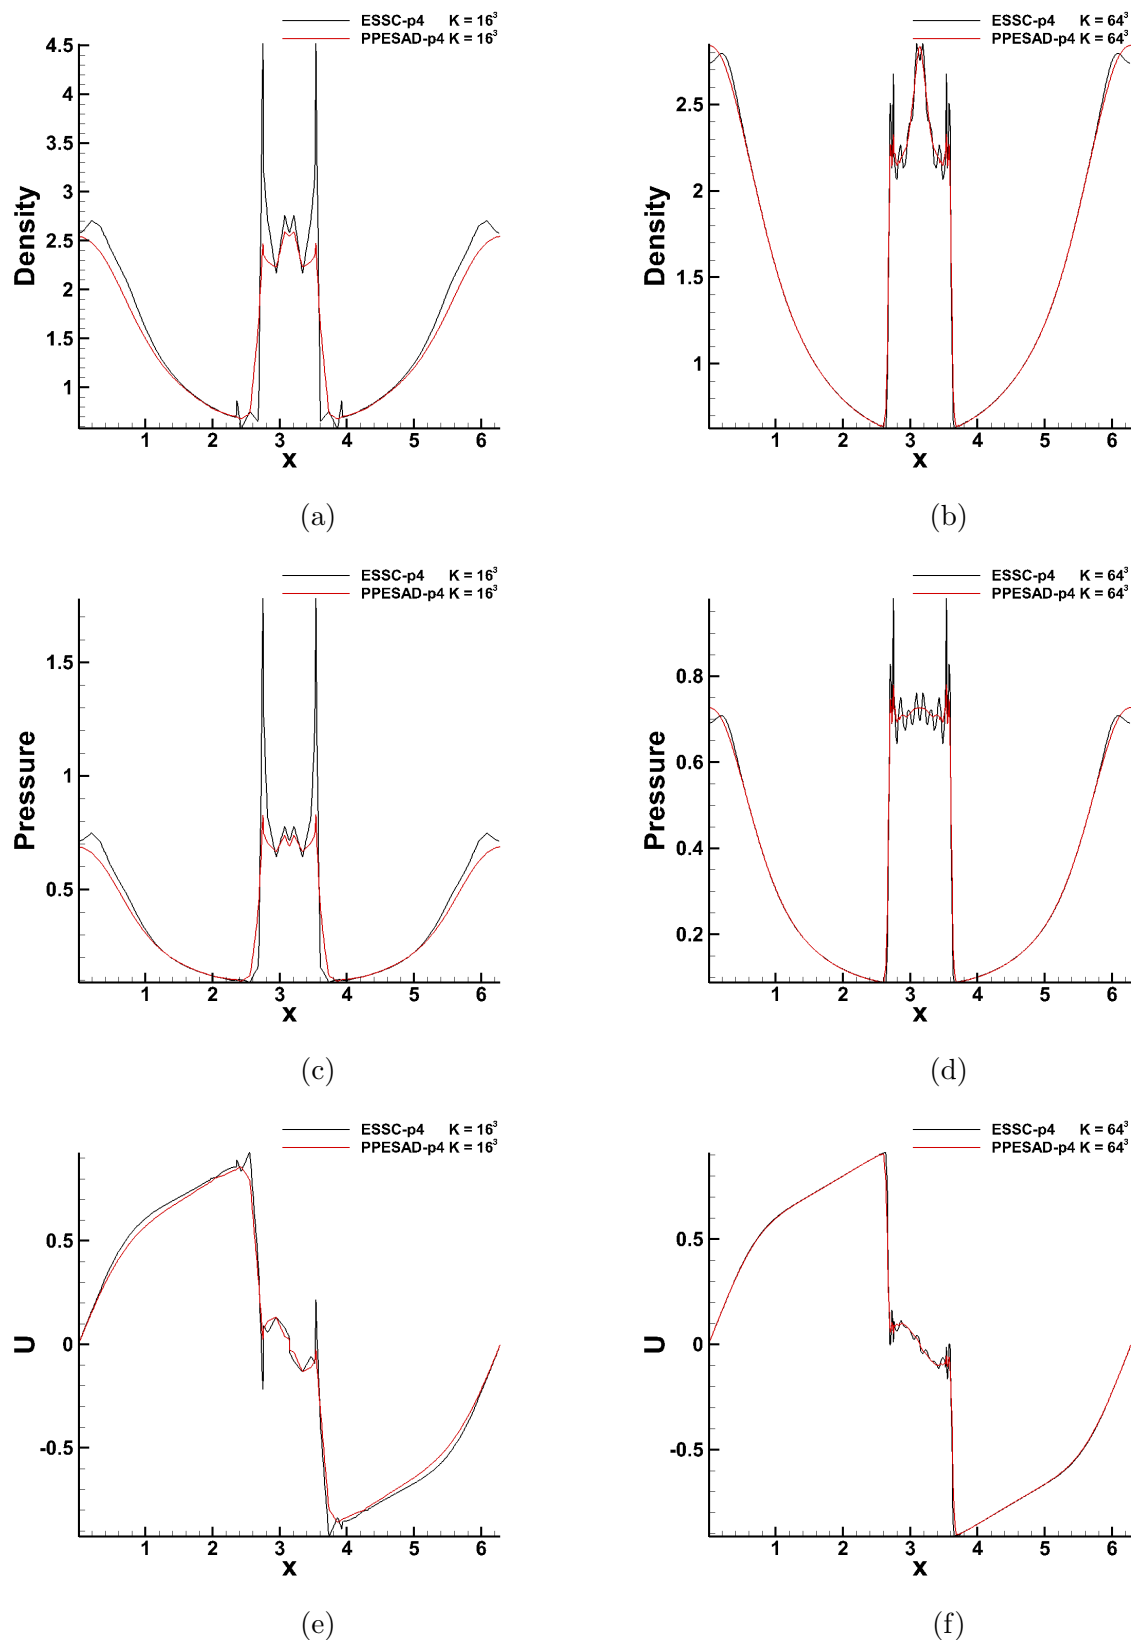 ESSC-p4 K = 16³
PPESAD-p4 K = 16³
Density
4.5
4
3.5
3
2.5
2
1.5
1
1 2 3 4 5 6
X
(a)
ESSC-p4 K = 64³
PPESAD-p4 K = 64³
Density
2.5
2
1.5
1
1 2 3 4 5 6
X
(b)
ESSC-p4 K = 16³
PPESAD-p4 K = 16³
Pressure
1.5
1
0.5
1 2 3 4 5 6
X
(c)
ESSC-p4 K = 64³
PPESAD-p4 K = 64³
Pressure
0.8
0.6
0.4
0.2
1 2 3 4 5 6
X
(d)
ESSC-p4 K = 16³
PPESAD-p4 K = 16³
U
0.5
0
-0.5
1 2 3 4 5 6
X
(e)
ESSC-p4 K = 64³
PPESAD-p4 K = 64³
U
0.5
0
-0.5
1 2 3 4 5 6
X
(f)